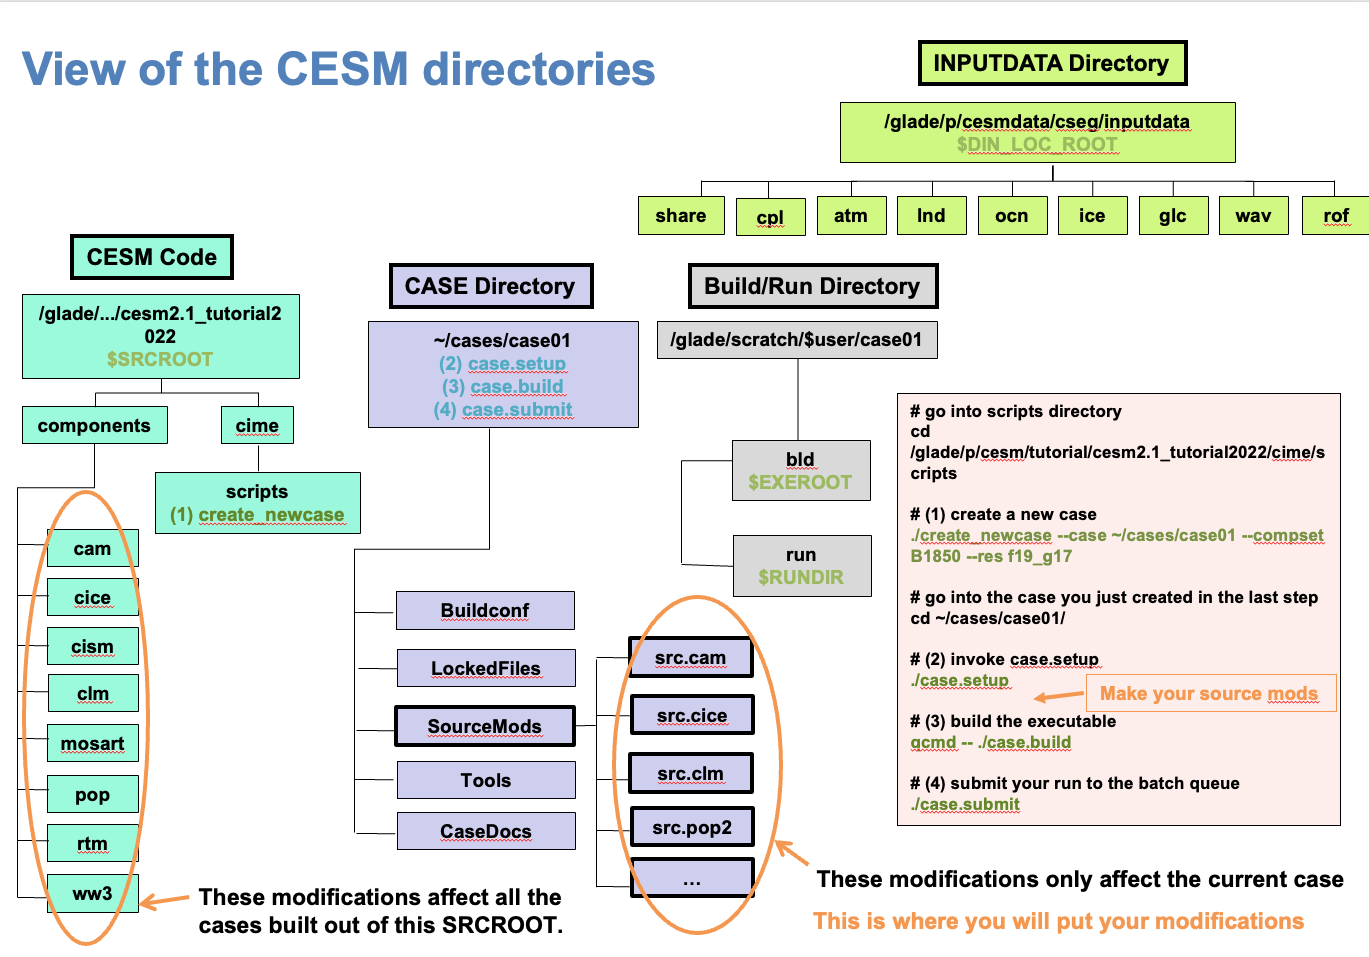 View of the CESM directories
INPUTDATA Directory
/glade/p/cesmdata/cseg/inputdata
$DIN_LOC_ROOT
share
cpl
atm
lnd
ocn
ice
glc
wav
rof
CESM Code
/glade/.../cesm2.1_tutorial2
022
$SRCROOT
components
cime
scripts
(1) create_newcase
cam
cice
cism
clm
mosart
pop
rtm
ww3
These modifications affect all the
cases built out of this SRCROOT.
CASE Directory
~/cases/case01
(2) case.setup
(3) case.build
(4) case.submit
Buildconf
LockedFiles
SourceMods
Tools
CaseDocs
src.cam
src.cice
src.clm
src.pop2
...
Build/Run Directory
/glade/scratch/$user/case01
bld
$EXEROOT
run
$RUNDIR
# go into scripts directory
cd
/glade/p/cesm/tutorial/cesm2.1_tutorial2022/cime/s
cripts
# (1) create a new case
./create_newcase --case ~/cases/case01 --compset
B1850 --res f19_g17
# go into the case you just created in the last step
cd ~/cases/case01/
# (2) invoke case.setup
./case.setup
Make your source mods
# (3) build the executable
qcmd -- ./case.build
# (4) submit your run to the batch queue
./case.submit
These modifications only affect the current case
This is where you will put your modifications